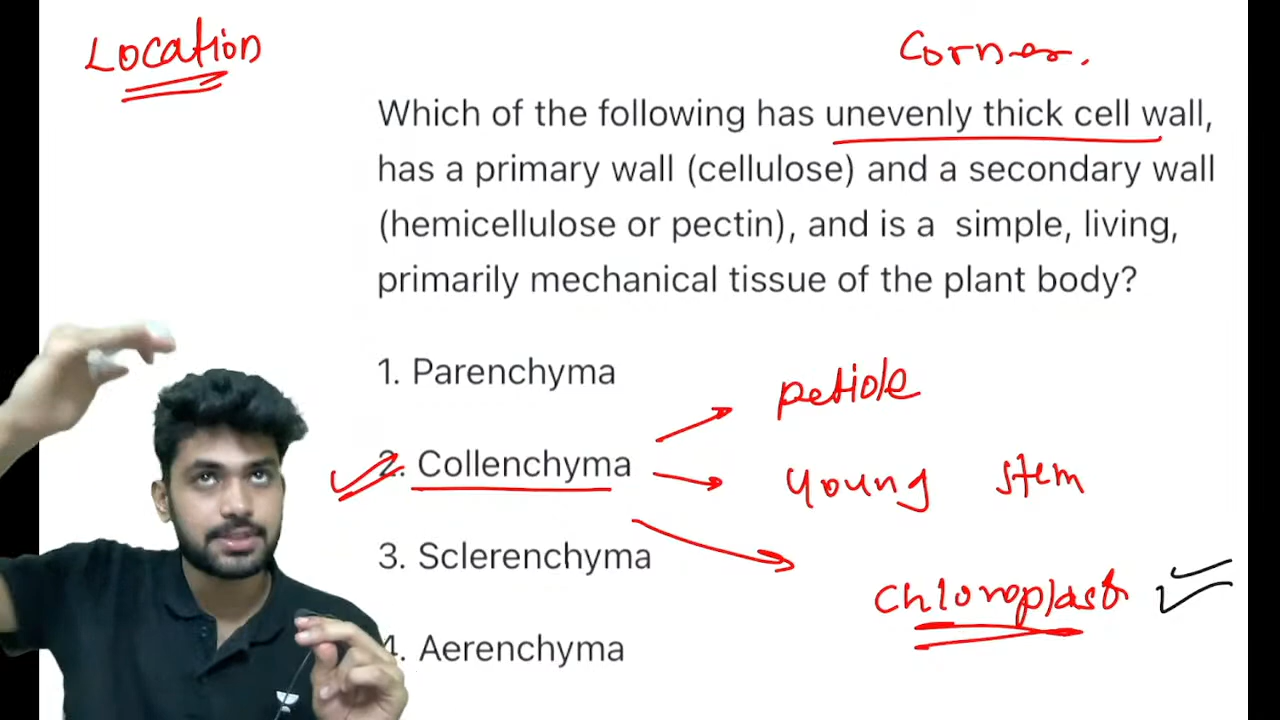 Location
Corner.
Which of the following has unevenly thick cell wall,
has a primary wall (cellulose) and a secondary wall
(hemicellulose or pectin), and is a simple, living,
primarily mechanical tissue of the plant body?
1. Parenchyma
petiole
2. Collenchyma
young stem
3. Sclerenchyma
chloroplast
4. Aerenchyma